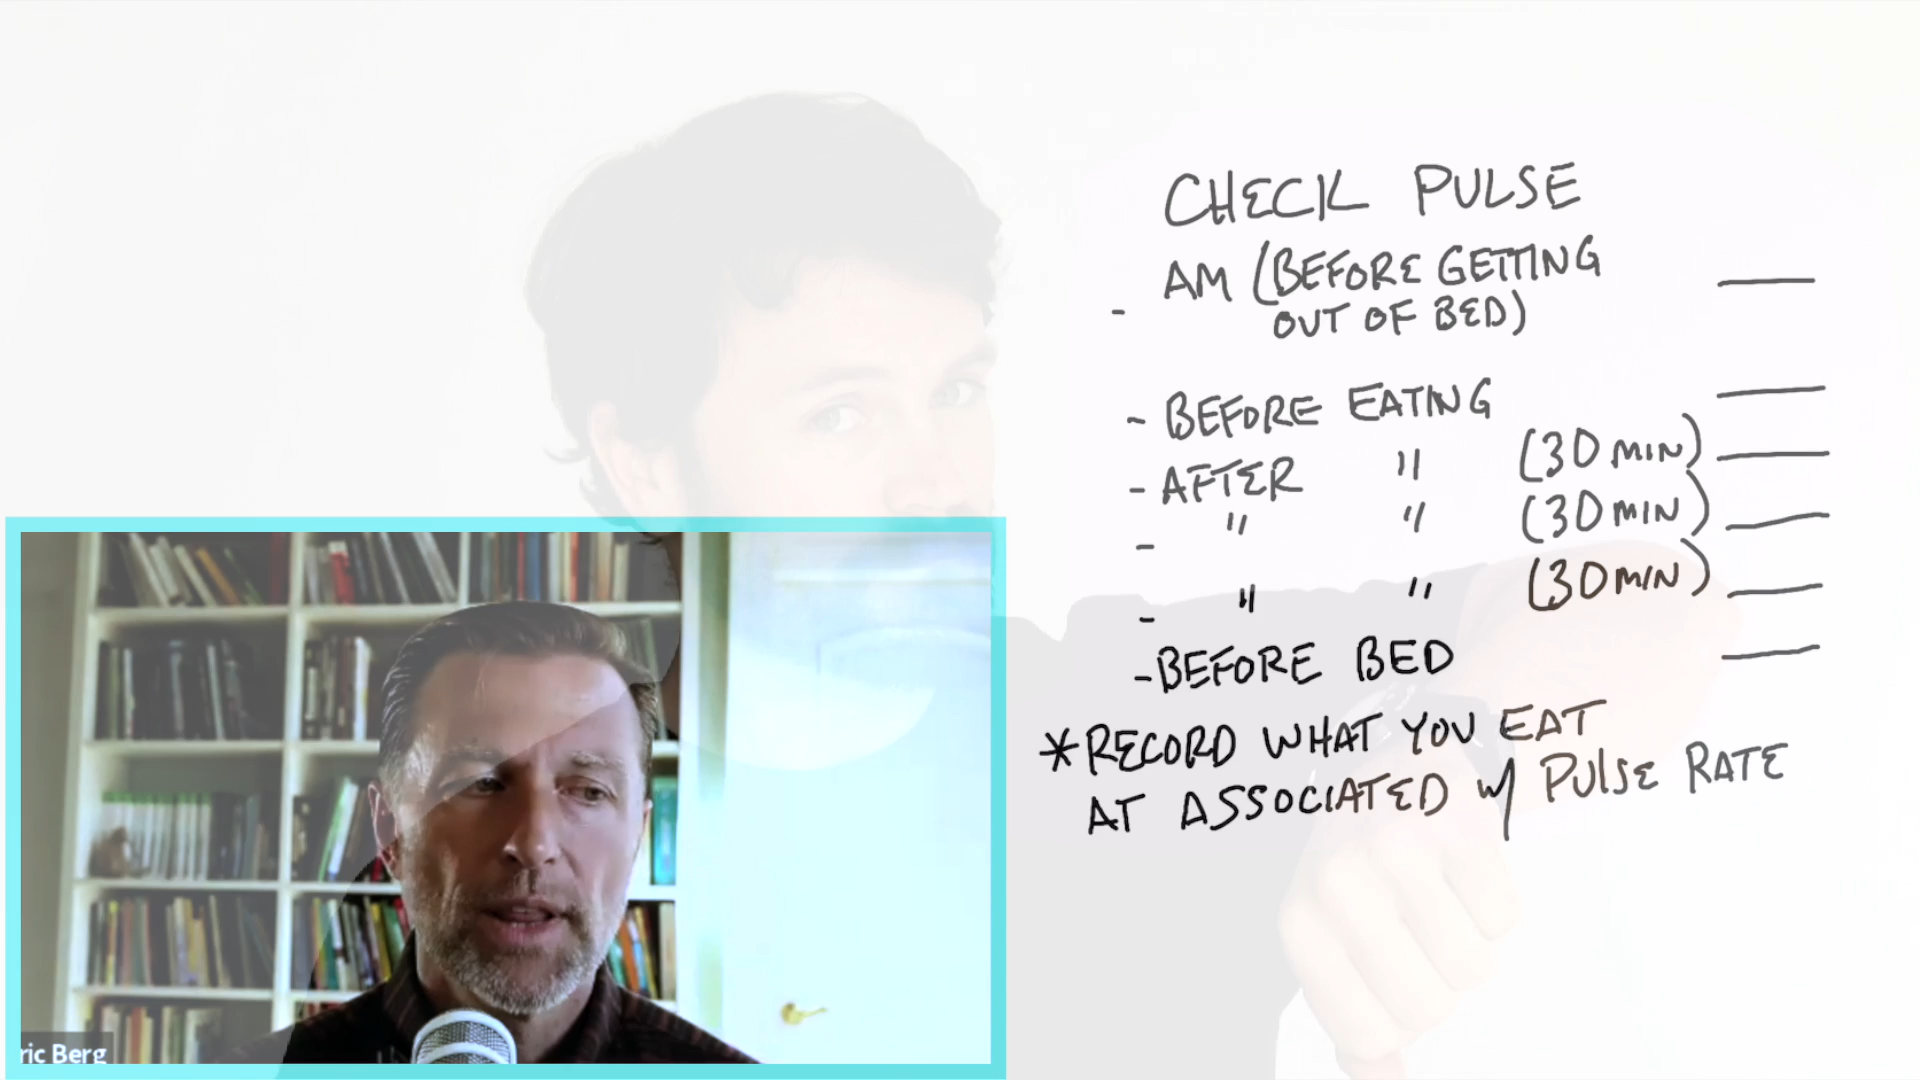 CHECK PULSE
- AM (BEFORE GETTING
OUT OF BED)
- BEFORE EATING
- AFTER " (30 MIN)
- " " (30 MIN)
- " " (30 MIN)
- BEFORE BED
* RECORD WHAT YOU EAT
AT ASSOCIATED W/ PULSE RATE
ric Berg